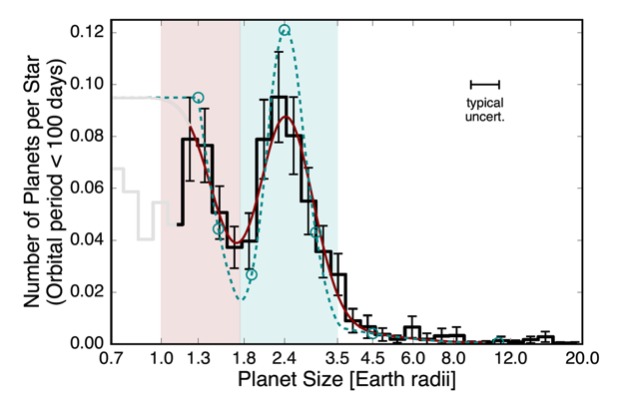 Number of Planets per Star
(Orbital period < 100 days)
0.12
0.10
0.08
0.06
0.04
0.02
0.00
typical
uncert.
0.7 1.0 1.3 1.8 2.4 3.5 4.5 6.0 8.0 12.0 20.0
Planet Size [Earth radii]